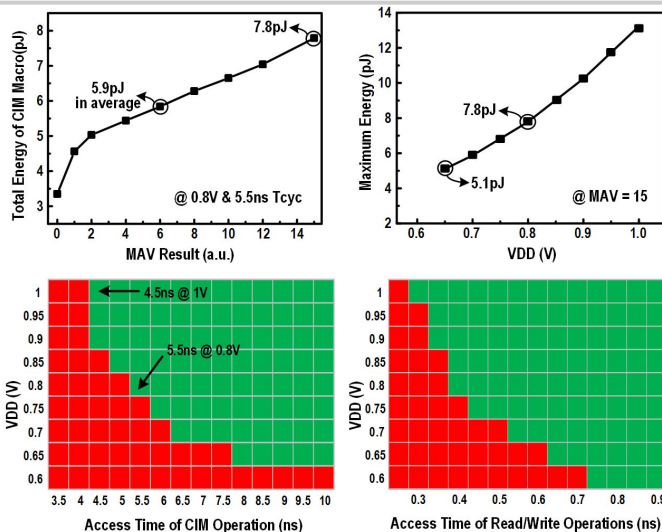 8
7
6
5
4
3
Total Energy of CIM Macro(pJ)
7.8pJ
5.9pJ
in average
@ 0.8V & 5.5ns Tcyc
0 2 4 6 8 10 12 14
MAV Result (a.u.)
14
12
10
8
6
4
2
Maximum Energy (pJ)
7.8pJ
5.1pJ
@ MAV = 15
0.6 0.7 0.8 0.9 1.0
VDD (V)
1
0.95
0.9
0.85
0.8
0.75
0.7
0.65
0.6
VDD (V)
4.5ns @ 1V
5.5ns @ 0.8V
3.5 4 4.5 5 5.5 6 6.5 7 7.5 8 8.5 9 9.5 10
Access Time of CIM Operation (ns)
1
0.95
0.9
0.85
0.8
0.75
0.7
0.65
0.6
VDD (V)
0.3 0.4 0.5 0.6 0.7 0.8 0.9
Access Time of Read/Write Operations (ns)